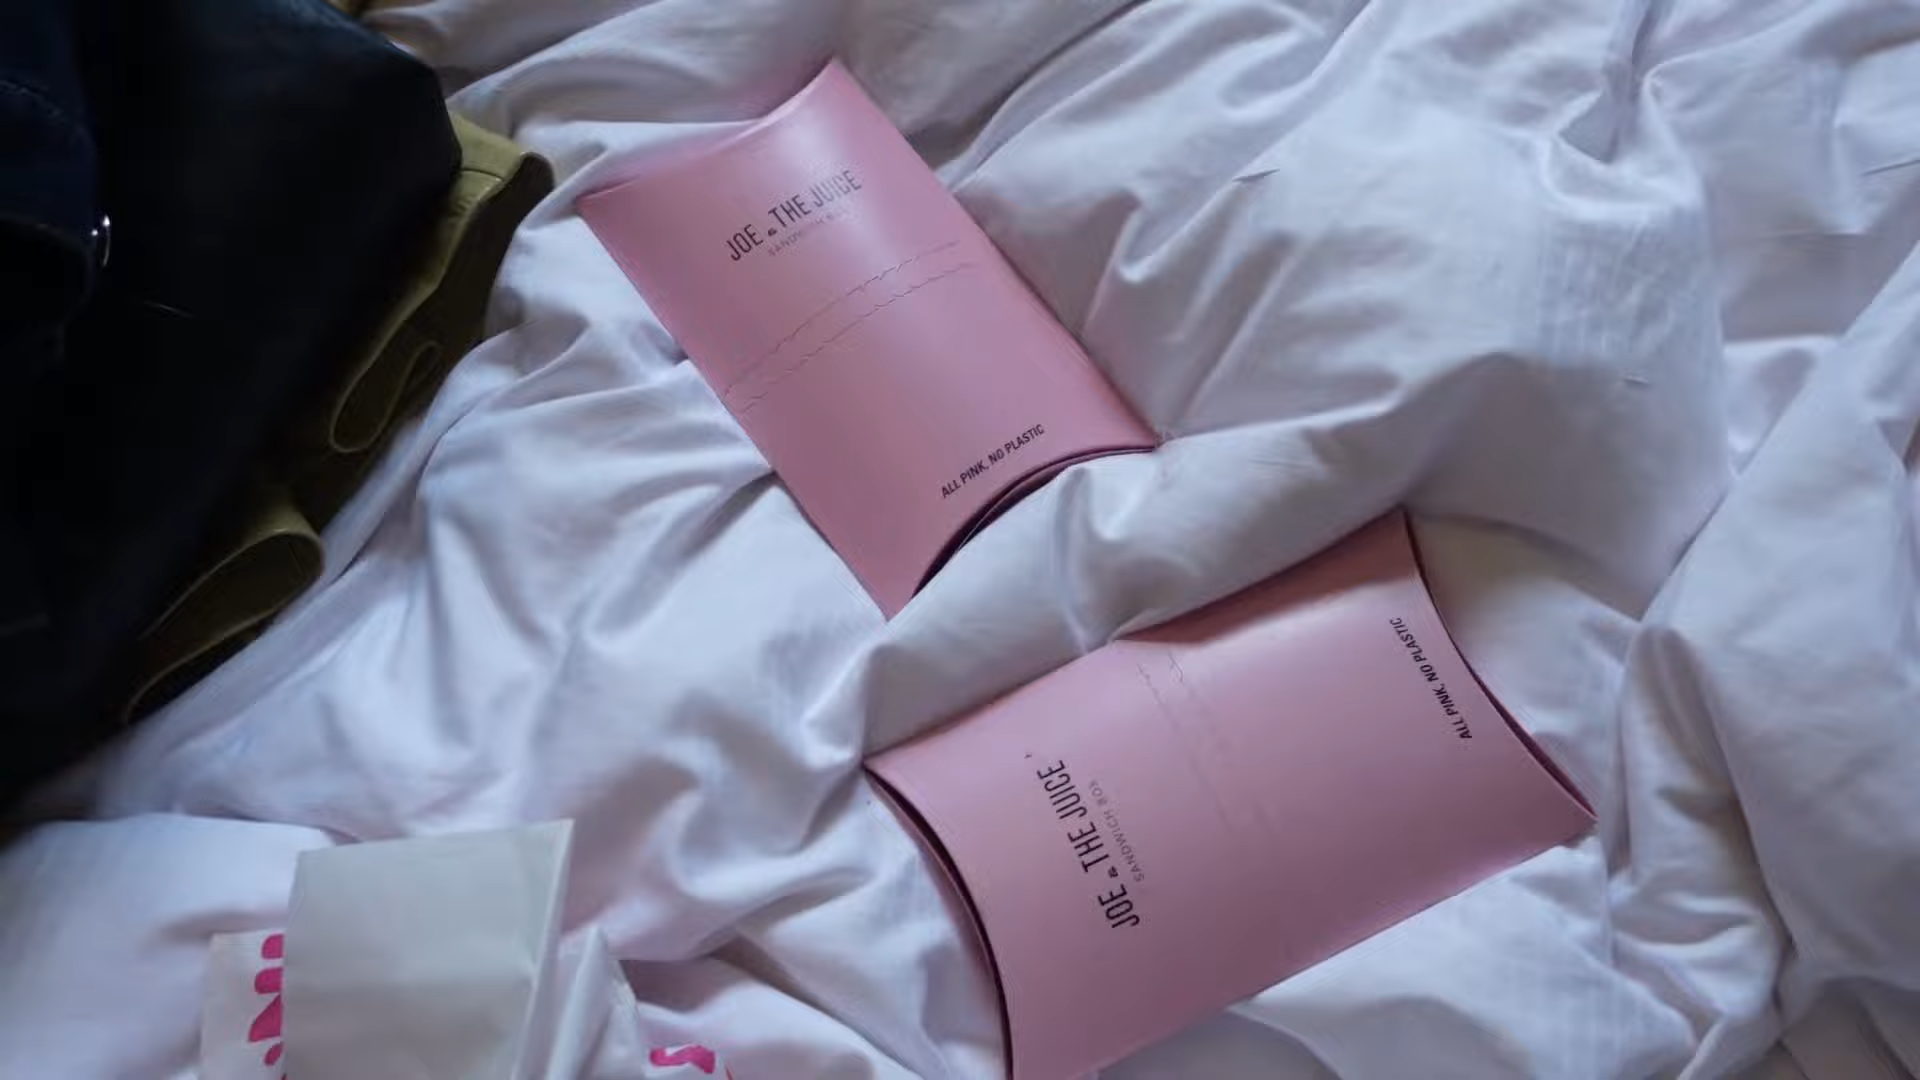 JOE & THE JUICE
SANDWICH BOX
ALL PINK, NO PLASTIC
ALL PINK, NO PLASTIC
JOE & THE JUICE
SANDWICH BOX